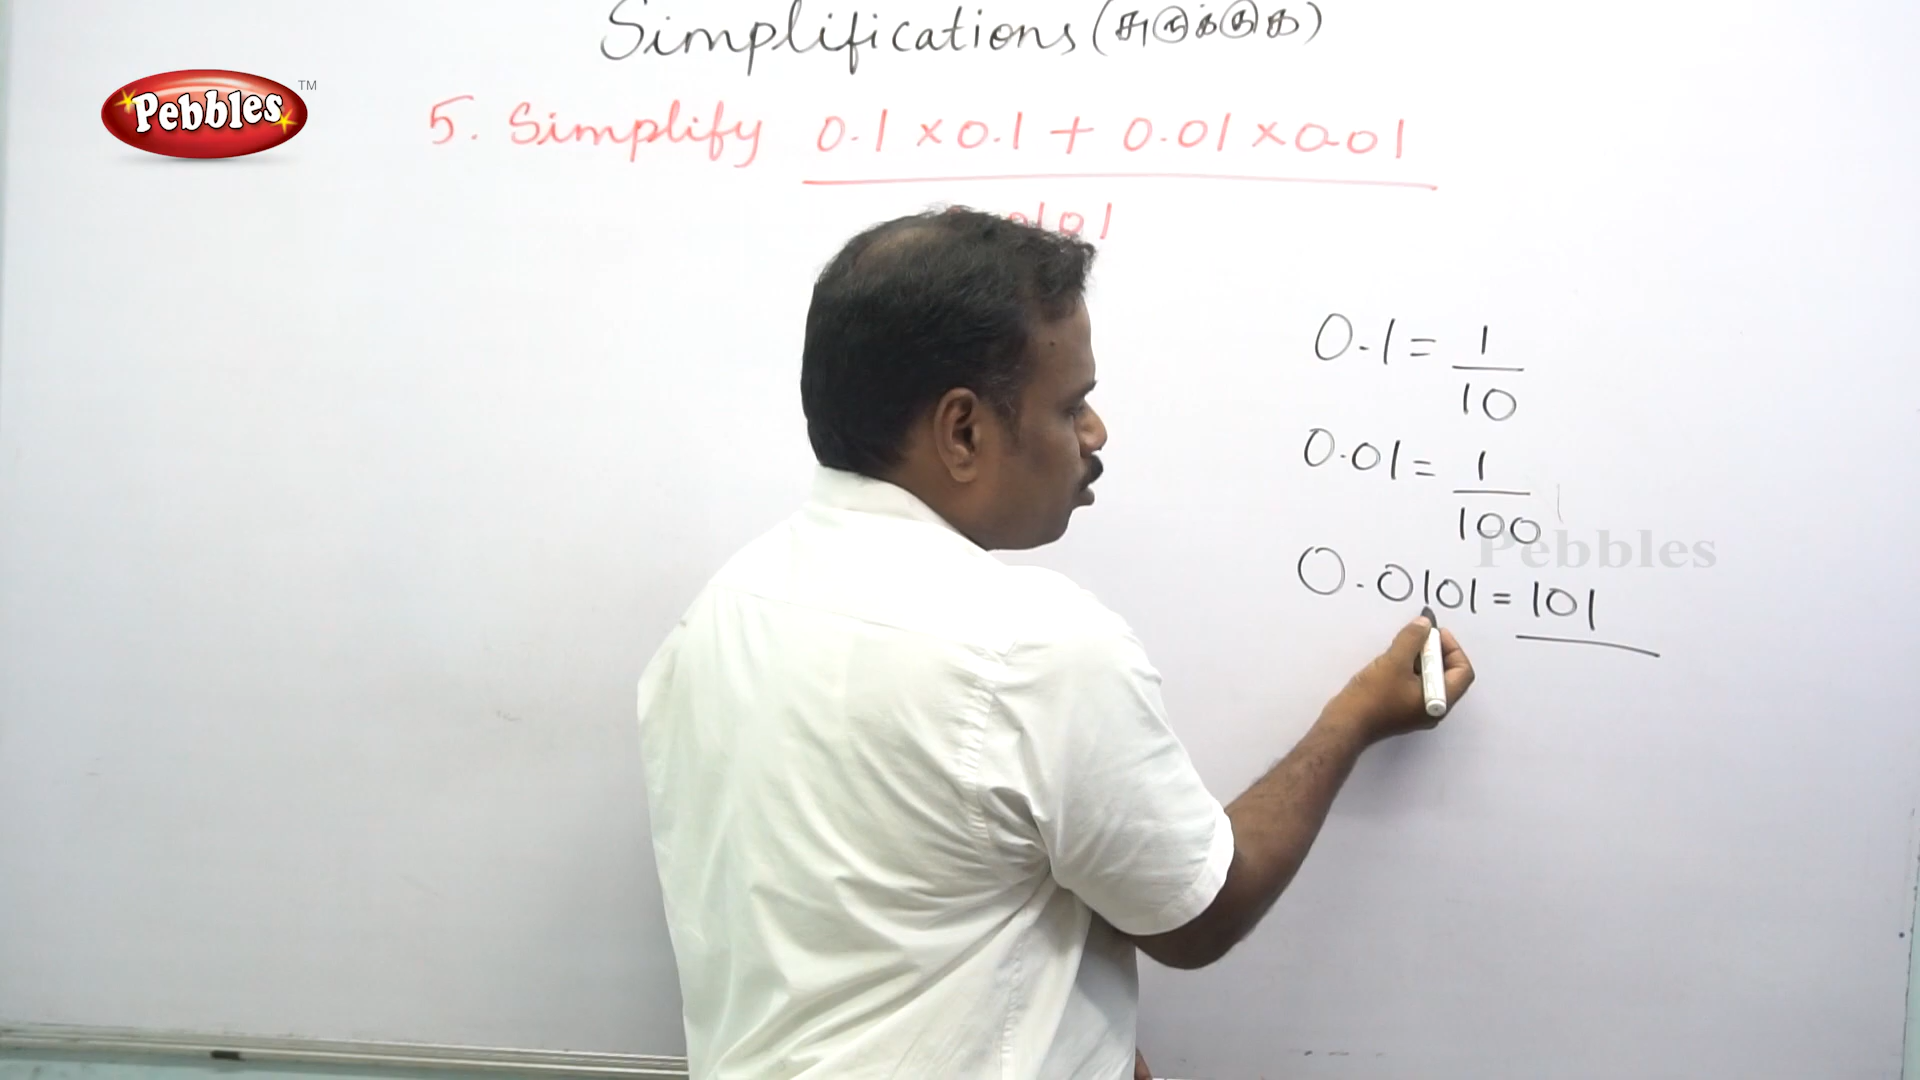 Simplifications (சுருக்குக)
Pebbles TM
5. Simplify 0.1 × 0.1 + 0.01 × 0.01
0101
0.1 = 1
10
0.01 = 1
100
Pebbles
0.0101 = 101